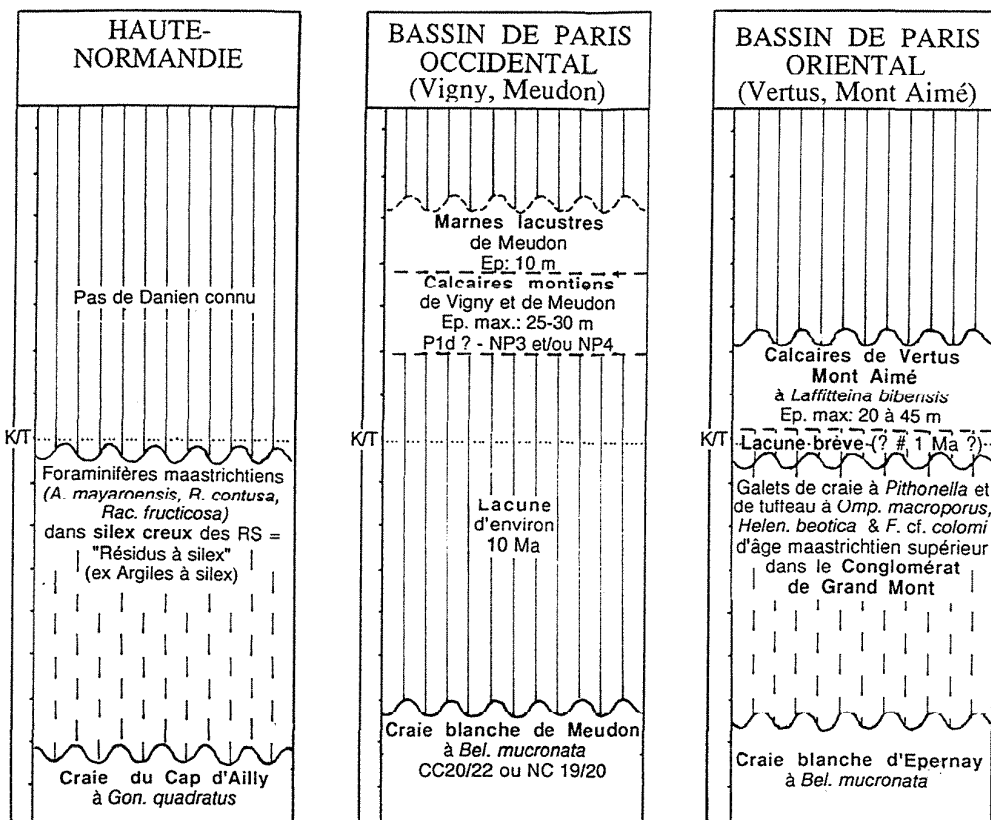 HAUTE-
NORMANDIE
Pas de Danien connu
K/T
Foraminifères maastrichtiens
(A. mayaroensis, R. contusa,
Rac. fructicosa)
dans silex creux des RS =
"Résidus à silex"
(ex Argiles à silex)
Craie du Cap d'Ailly
à Gon. quadratus
BASSIN DE PARIS
OCCIDENTAL
(Vigny, Meudon)
Marnes lacustres
de Meudon
Ep: 10 m
Calcaires montiens
de Vigny et de Meudon
Ep. max.: 25-30 m
P1d ? - NP3 et/ou NP4
K/T
Lacune
d'environ
10 Ma
Craie blanche de Meudon
à Bel. mucronata
CC20/22 ou NC 19/20
BASSIN DE PARIS
ORIENTAL
(Vertus, Mont Aimé)
Calcaires de Vertus
Mont Aimé
à Laffitteina bibensis
Ep. max: 20 à 45 m
K/T
Lacune brève (? # 1 Ma ?)
Galets de craie à Pithonella et
de tuffeau à Omp. macroporus,
Helen. beotica & F. cf. colomi
d'âge maastrichtien supérieur
dans le Conglomérat
de Grand Mont
Craie blanche d'Epernay
à Bel. mucronata